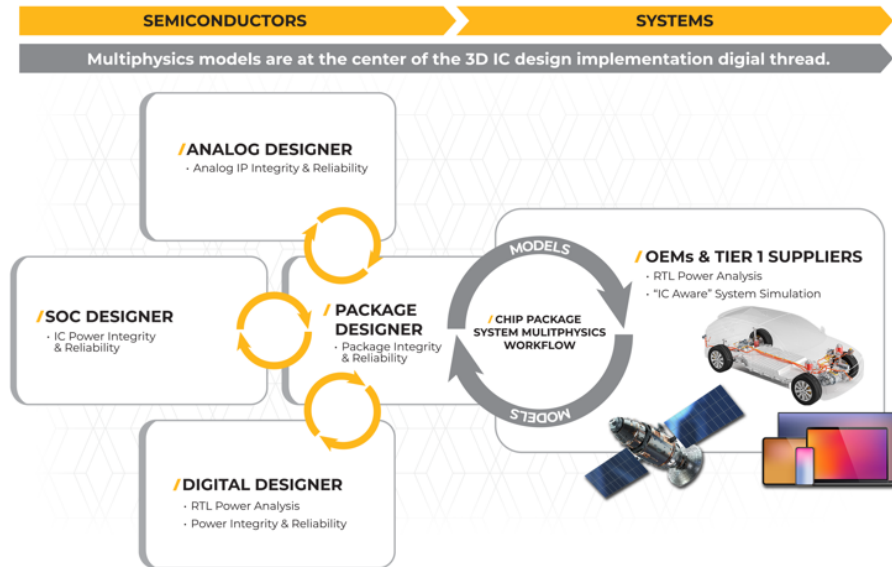 SEMICONDUCTORS
SYSTEMS
Multiphysics models are at the center of the 3D IC design implementation digial thread.
/ANALOG DESIGNER
· Analog IP Integrity & Reliability
/SOC DESIGNER
· IC Power Integrity
& Reliability
/PACKAGE
DESIGNER
· Package Integrity
& Reliability
/DIGITAL DESIGNER
· RTL Power Analysis
· Power Integrity & Reliability
MODELS
/CHIP PACKAGE
SYSTEM MULITPHYSICS
WORKFLOW
MODELS
/OEMs & TIER 1 SUPPLIERS
· RTL Power Analysis
· “IC Aware” System Simulation